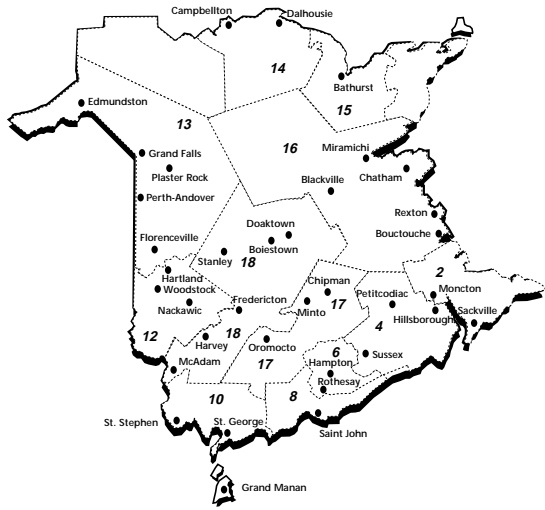 Campbellton
Dalhousie
14
Bathurst
Edmundston
15
13
16
Grand Falls
Miramichi
Plaster Rock
Chatham
Blackville
Perth-Andover
Rexton
Doaktown
Bouctouche
Florenceville
Boiestown
Stanley
18
2
Hartland
Chipman
Woodstock
17
Petitcodiac
Moncton
Nackawic
Fredericton
Minto
Hillsborough
Sackville
18
4
12
Harvey
Oromocto
6
Sussex
McAdam
17
Hampton
Rothesay
10
8
St. Stephen
St. George
Saint John
Grand Manan